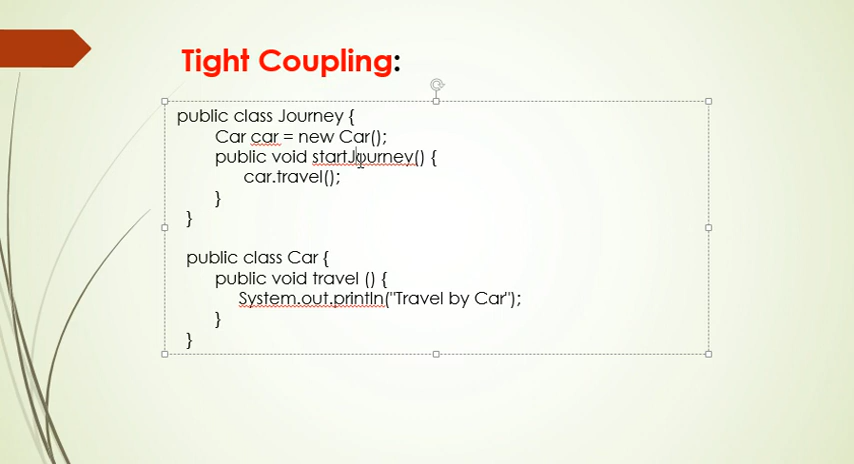 Tight Coupling:
public class Journey {
Car car = new Car();
public void startJourney() {
car.travel();
}
}
public class Car {
public void travel () {
System.out.println("Travel by Car");
}
}